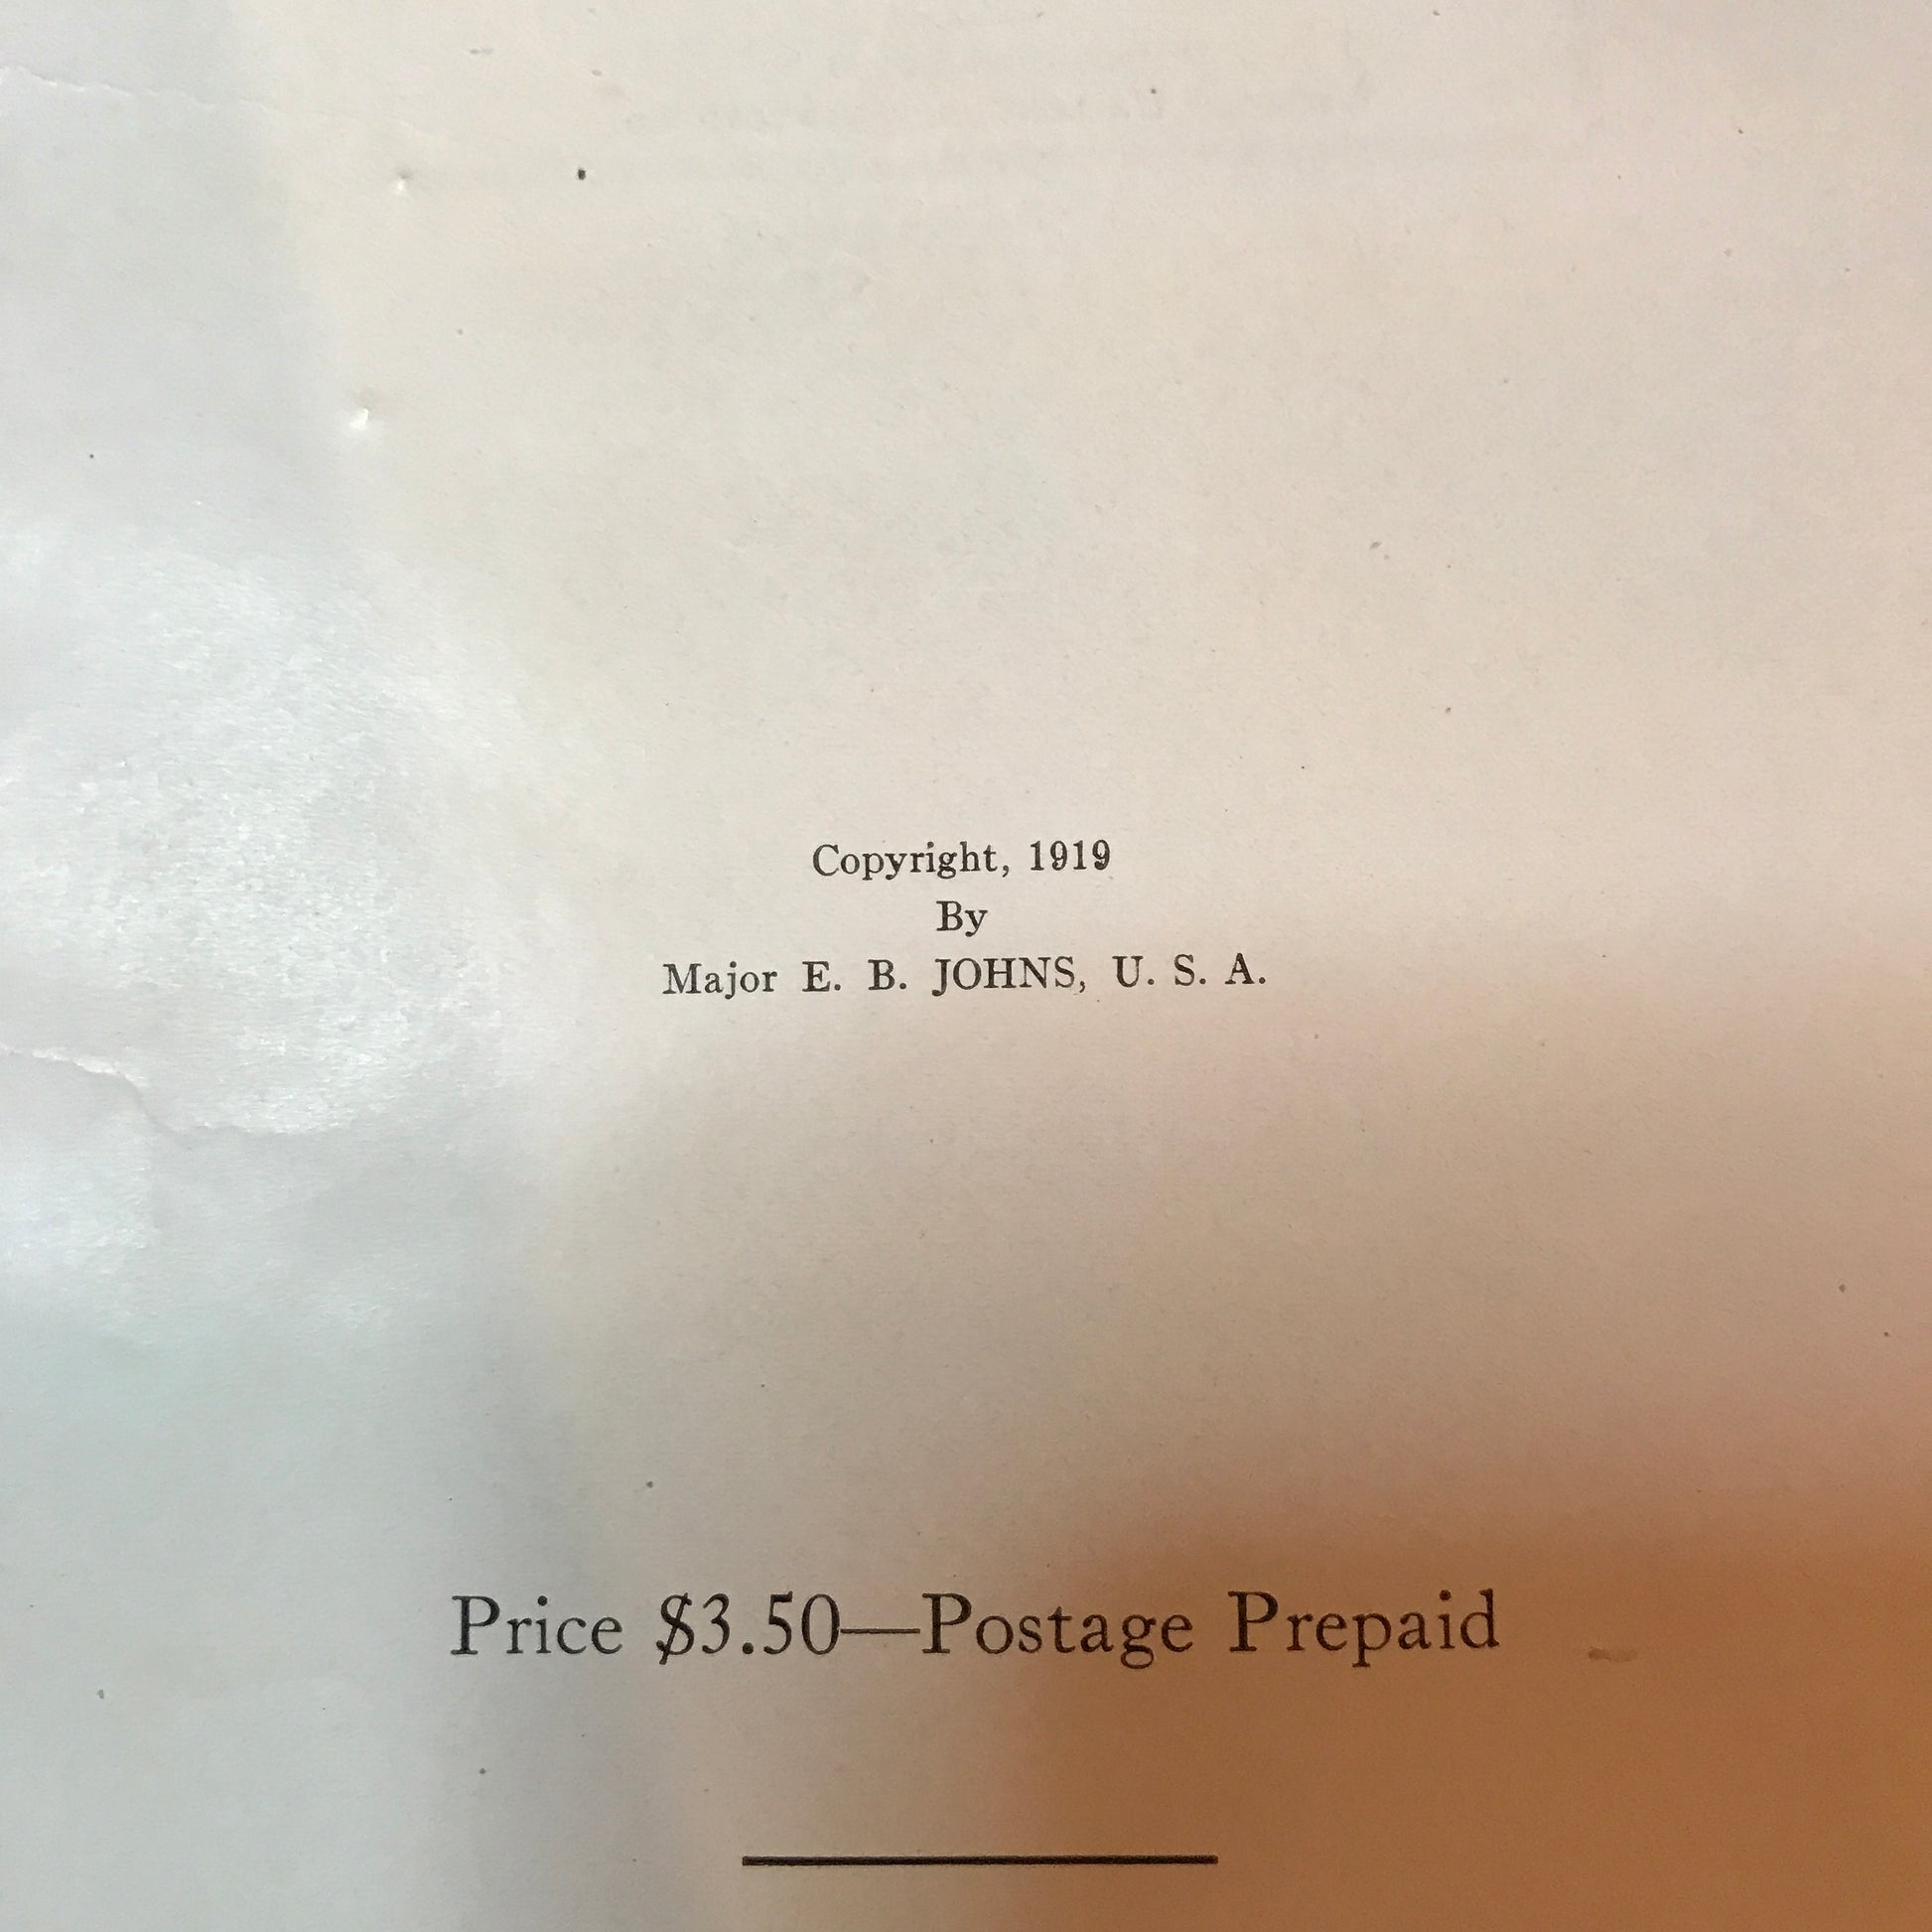 Copyright, 1919
By
Major E. B. JOHNS, U. S. A.
Price $3.50—Postage Prepaid